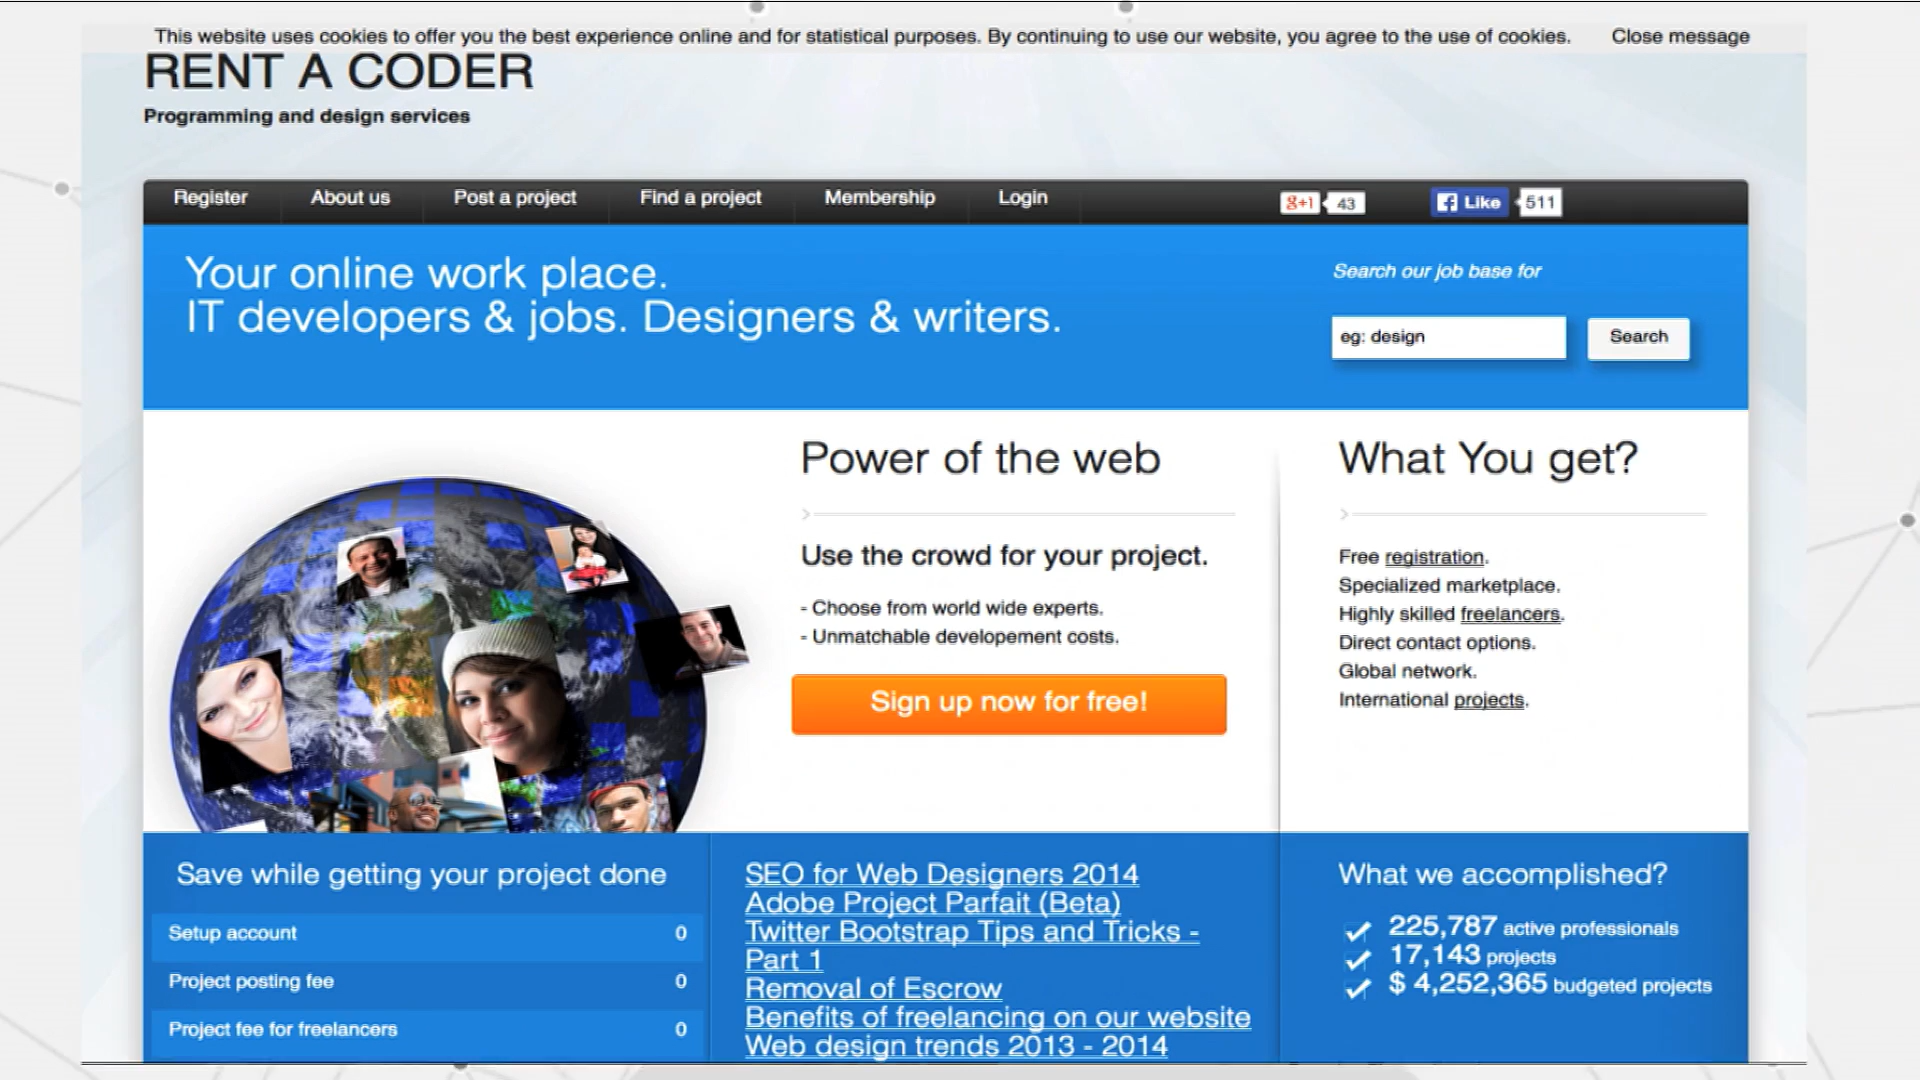 This website uses cookies to offer you the best experience online and for statistical purposes. By continuing to use our website, you agree to the use of cookies. Close message
RENT A CODER
Programming and design services
Register About us Post a project Find a project Membership Login g+1 43 Like 511
Your online work place.
IT developers & jobs. Designers & writers.
Search our job base for
eg: design Search
Power of the web
Use the crowd for your project.
- Choose from world wide experts.
- Unmatchable developement costs.
Sign up now for free!
What You get?
Free registration.
Specialized marketplace.
Highly skilled freelancers.
Direct contact options.
Global network.
International projects.
Save while getting your project done
Setup account 0
Project posting fee 0
Project fee for freelancers 0
SEO for Web Designers 2014
Adobe Project Parfait (Beta)
Twitter Bootstrap Tips and Tricks -
Part 1
Removal of Escrow
Benefits of freelancing on our website
Web design trends 2013 - 2014
What we accomplished?
225,787 active professionals
17,143 projects
$ 4,252,365 budgeted projects